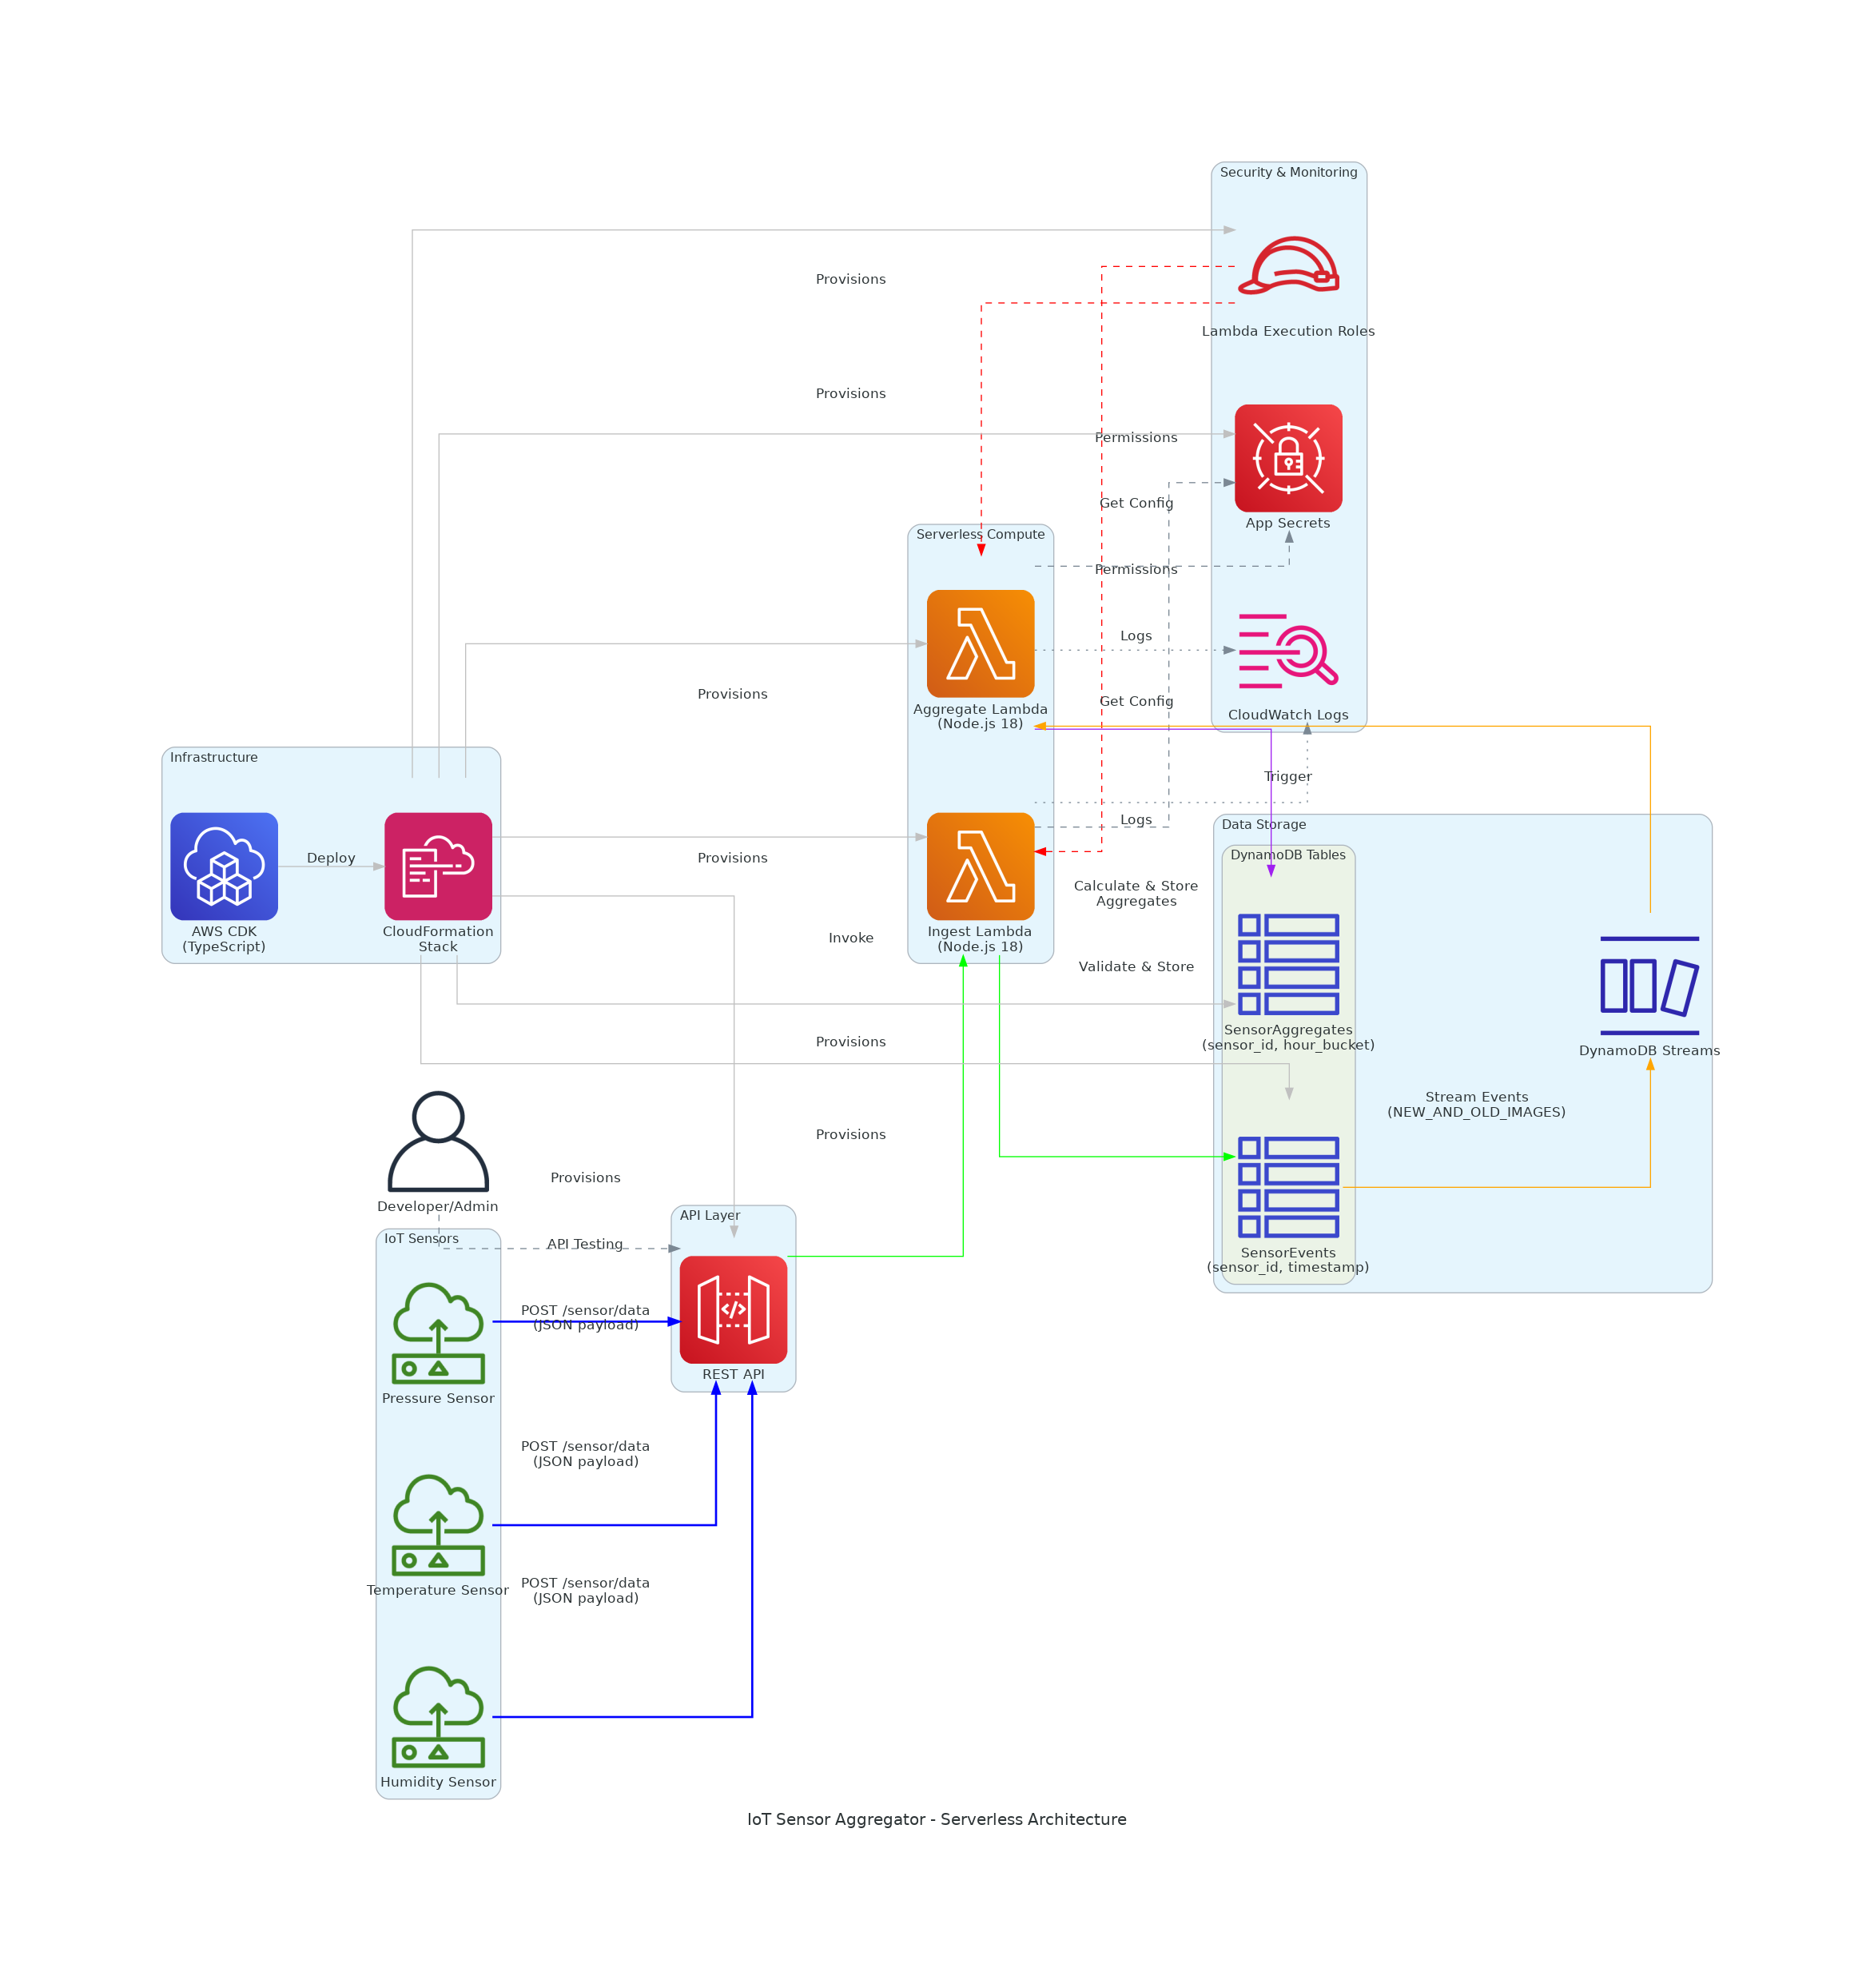 Security & Monitoring
Provisions
Lambda Execution Roles
Provisions
Permissions
Get Config
App Secrets
Serverless Compute
Permissions
Logs
Provisions
Get Config
Aggregate Lambda
(Node.js 18)
CloudWatch Logs
Infrastructure
Trigger
Logs
Data Storage
DynamoDB Tables
Deploy
Provisions
Calculate & Store
Aggregates
AWS CDK
(TypeScript)
CloudFormation
Stack
Invoke
Ingest Lambda
(Node.js 18)
Validate & Store
SensorAggregates
(sensor_id, hour_bucket)
DynamoDB Streams
Provisions
Stream Events
(NEW_AND_OLD_IMAGES)
Provisions
Provisions
Developer/Admin
API Layer
IoT Sensors
API Testing
SensorEvents
(sensor_id, timestamp)
POST /sensor/data
(JSON payload)
REST API
Pressure Sensor
POST /sensor/data
(JSON payload)
Temperature Sensor
POST /sensor/data
(JSON payload)
Humidity Sensor
IoT Sensor Aggregator - Serverless Architecture